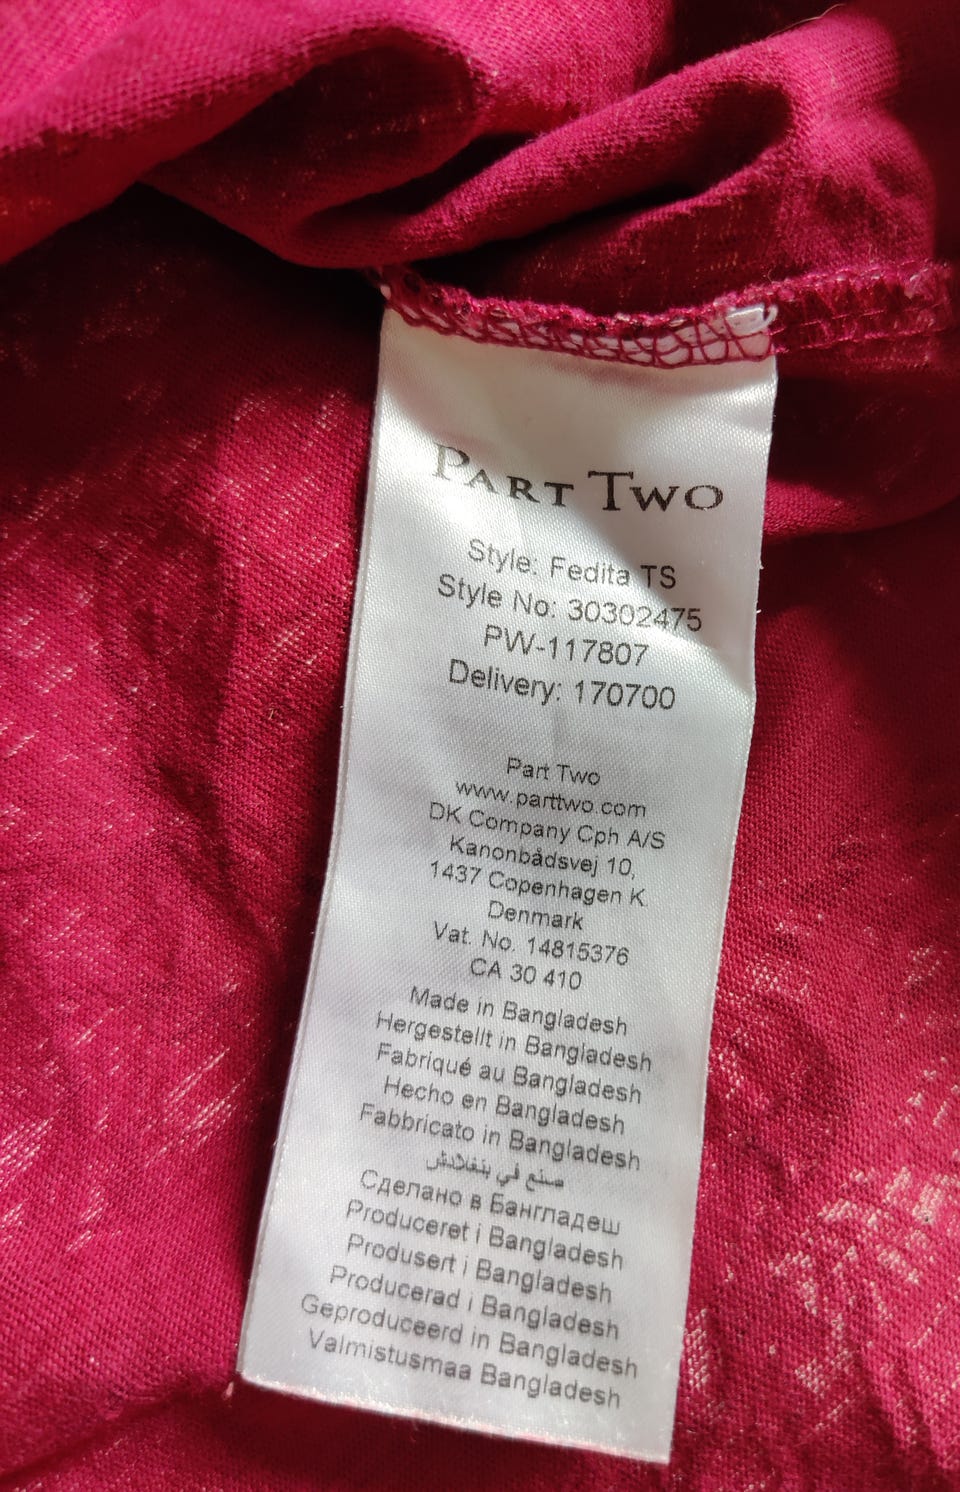 PART TWO
Style: Fedita TS
Style No: 30302475
PW-117807
Delivery: 170700
Part Two
www.parttwo.com
DK Company Cph A/S
Kanonbådsvej 10,
1437 Copenhagen K.
Denmark
Vat. No. 14815376
CA 30 410
Made in Bangladesh
Hergestellt in Bangladesh
Fabriqué au Bangladesh
Hecho en Bangladesh
Fabbricato in Bangladesh
صنع في بنغلادش
Сделано в Бангладеш
Produceret i Bangladesh
Produsert i Bangladesh
Producerad i Bangladesh
Geproduceerd in Bangladesh
Valmistusmaa Bangladesh